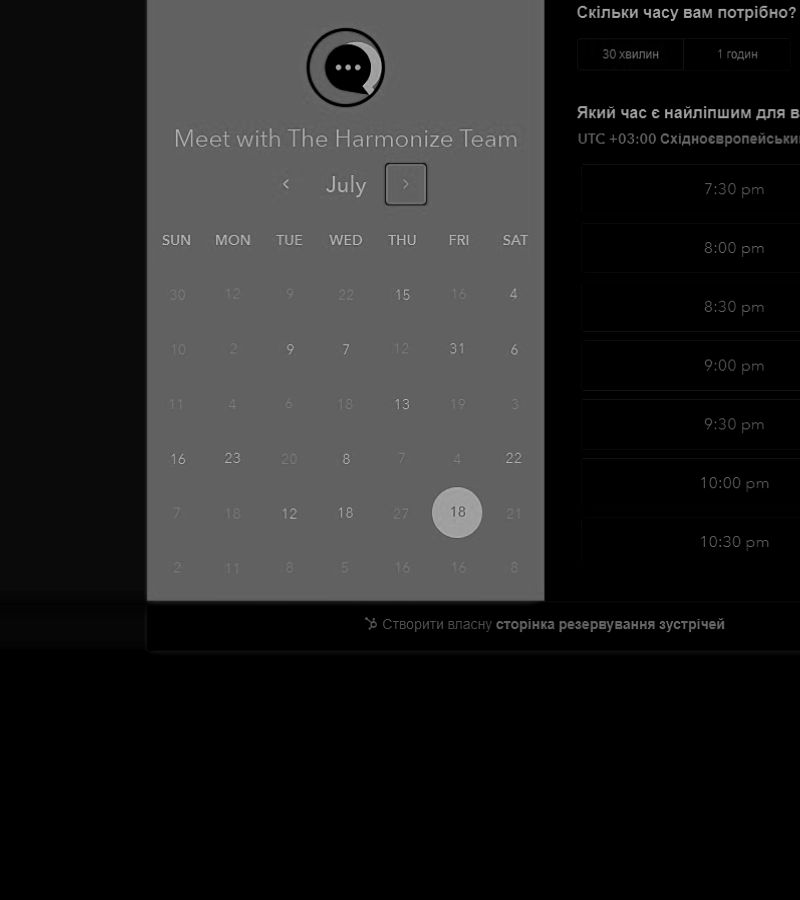 Meet with The Harmonize Team
July
SUN MON TUE WED THU FRI SAT
30 12 9 22 15 16 4
10 2 9 7 12 31 6
11 4 6 18 13 19 3
16 23 20 8 7 4 22
7 18 12 18 27 18 21
2 11 8 5 16 16 8
Скільки часу вам потрібно?
30 хвилин 1 годин
Який час є найліпшим для
UTC +03:00
7:30 pm
8:00 pm
8:30 pm
9:00 pm
9:30 pm
10:00 pm
10:30 pm
Створити власну сторінка резервування зустрічей